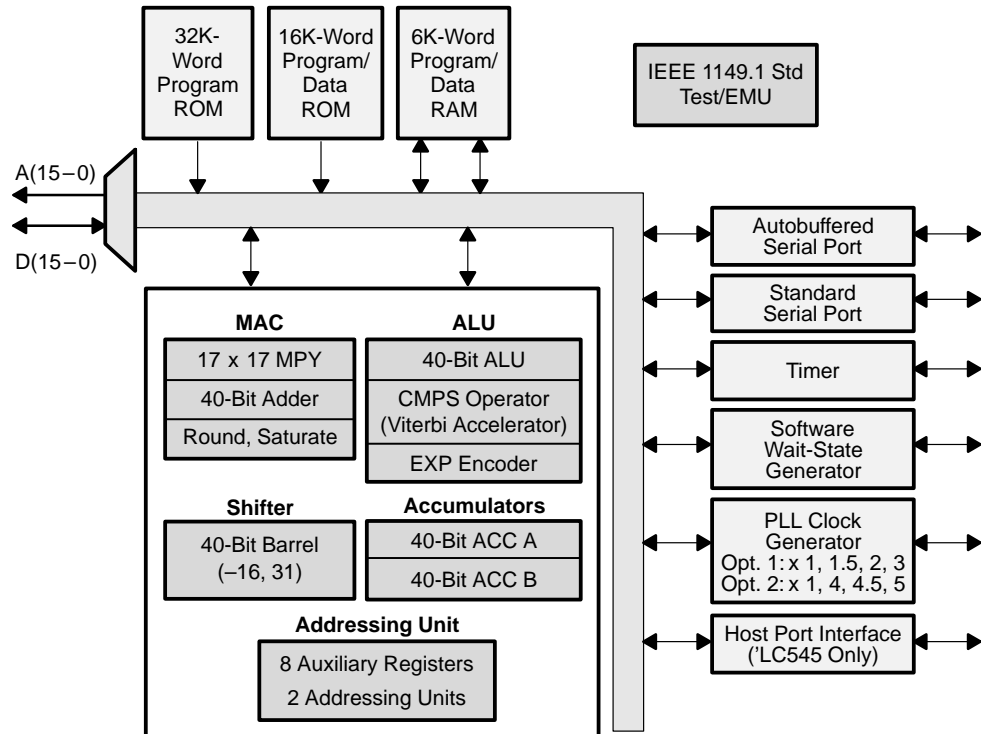 32K-
Word
Program
ROM
16K-Word
Program/
Data
ROM
6K-Word
Program/
Data
RAM
IEEE 1149.1 Std
Test/EMU
A(15–0)
D(15–0)
MAC
17 x 17 MPY
40-Bit Adder
Round, Saturate
ALU
40-Bit ALU
CMPS Operator
(Viterbi Accelerator)
EXP Encoder
Shifter
40-Bit Barrel
(–16, 31)
Accumulators
40-Bit ACC A
40-Bit ACC B
Addressing Unit
8 Auxiliary Registers
2 Addressing Units
Autobuffered
Serial Port
Standard
Serial Port
Timer
Software
Wait-State
Generator
PLL Clock
Generator
Opt. 1: x 1, 1.5, 2, 3
Opt. 2: x 1, 4, 4.5, 5
Host Port Interface
('LC545 Only)